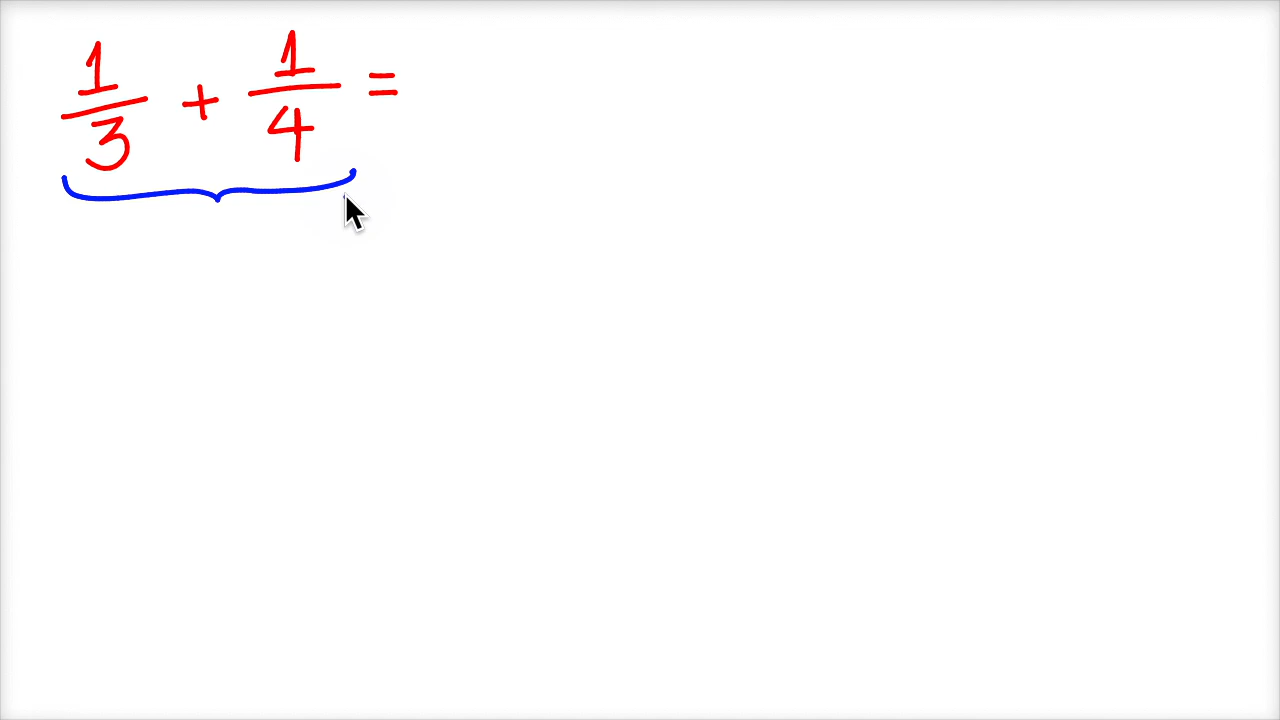 1/3 + 1/4 =